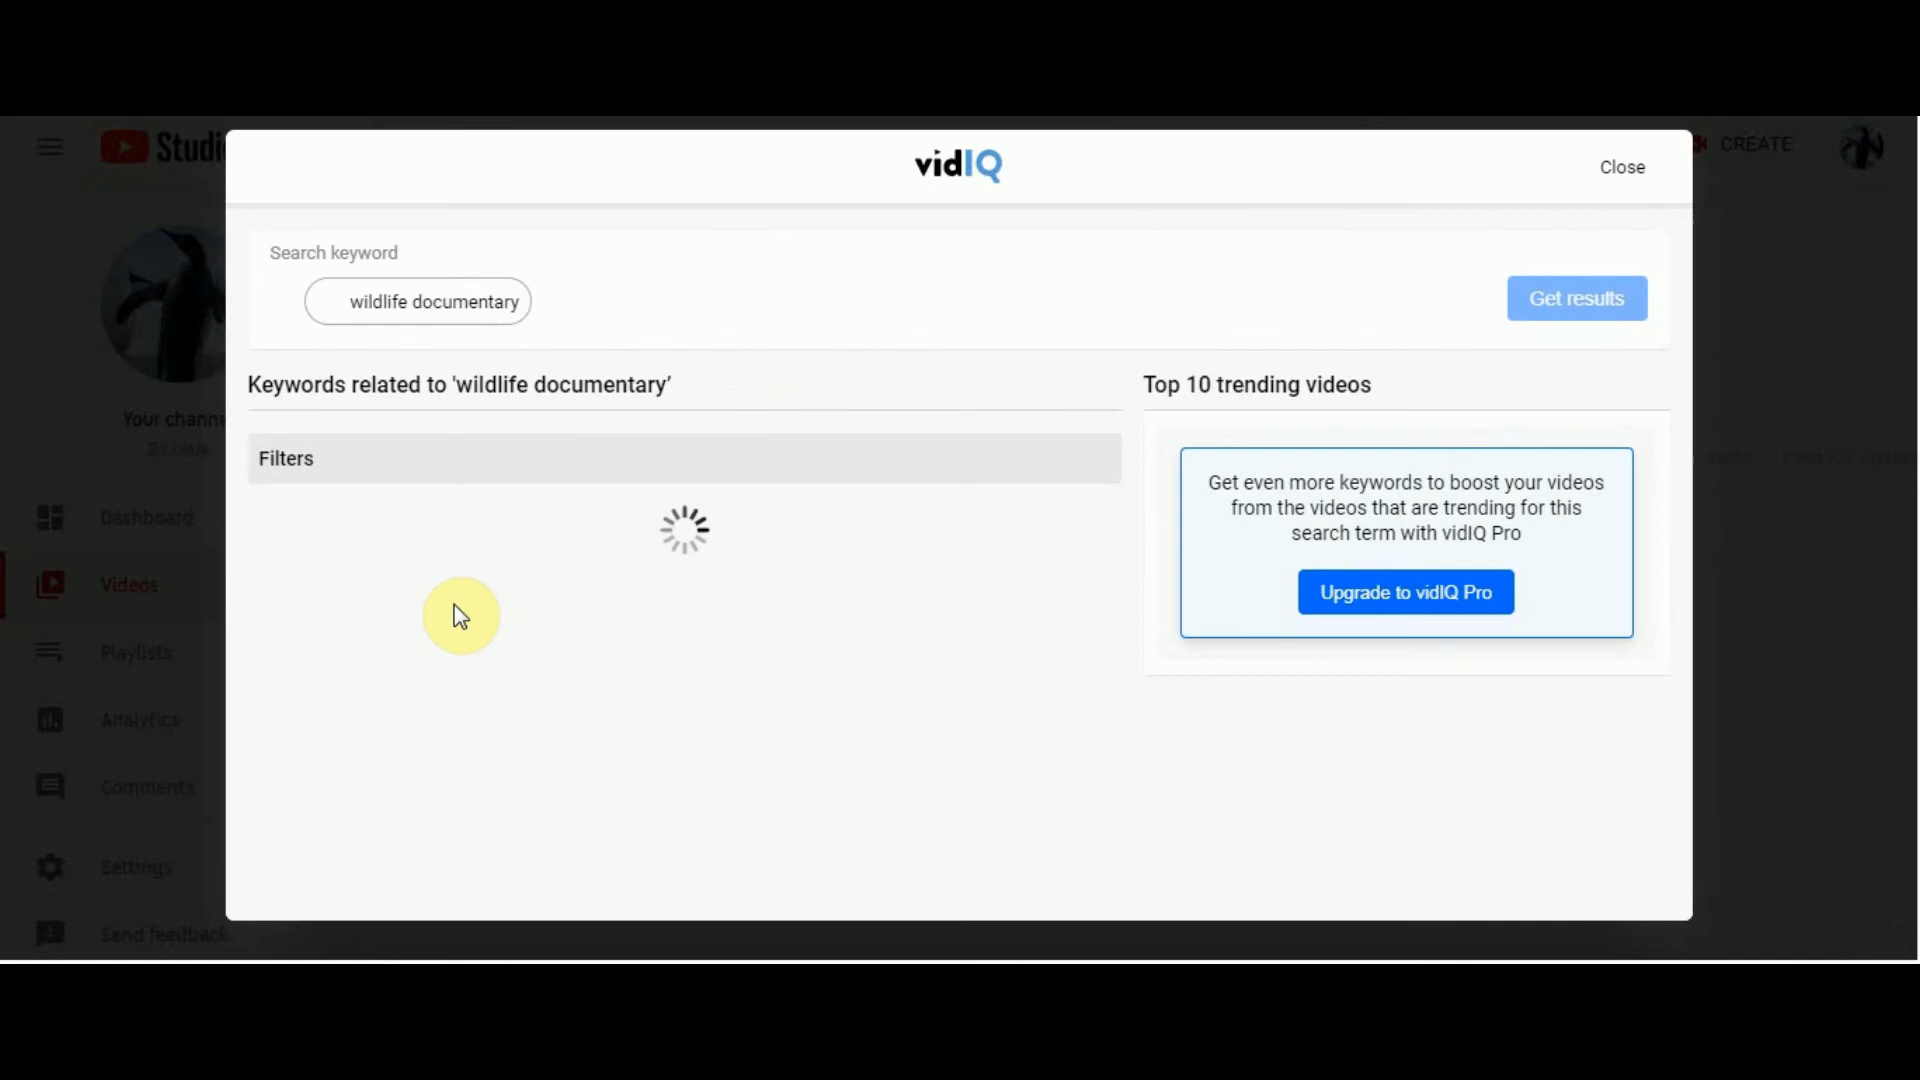 Studi
CREATE
vidIQ
Close
Search keyword
wildlife documentary
Get results
Keywords related to 'wildlife documentary'
Top 10 trending videos
Your channe
Filters
Get even more keywords to boost your videos
from the videos that are trending for this
search term with vidIQ Pro
Upgrade to vidIQ Pro
Dashboard
Videos
Playlists
Analytics
Comments
Settings
Send feedback